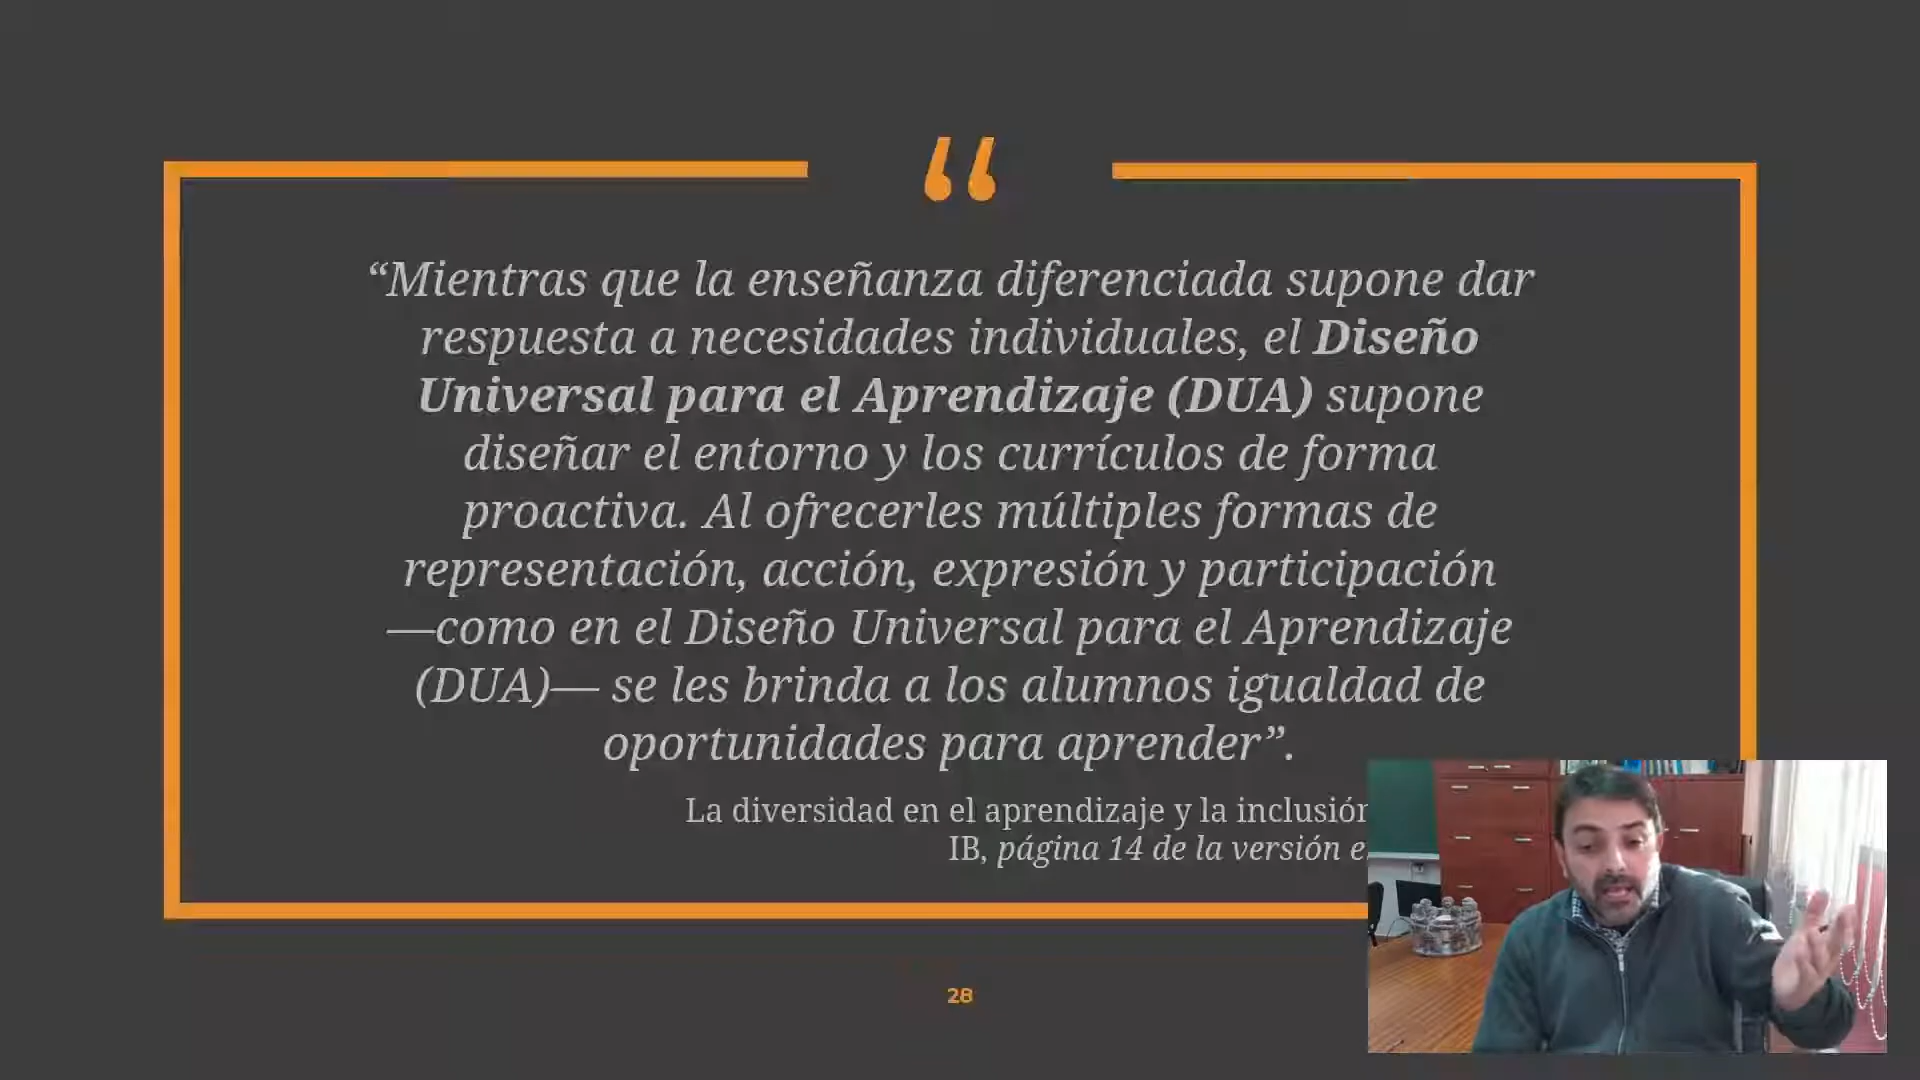 “
“Mientras que la enseñanza diferenciada supone dar
respuesta a necesidades individuales, el Diseño
Universal para el Aprendizaje (DUA) supone
diseñar el entorno y los currículos de forma
proactiva. Al ofrecerles múltiples formas de
representación, acción, expresión y participación
—como en el Diseño Universal para el Aprendizaje
(DUA)— se les brinda a los alumnos igualdad de
oportunidades para aprender”.
La diversidad en el aprendizaje y la inclusión
IB, página 14 de la versión
28